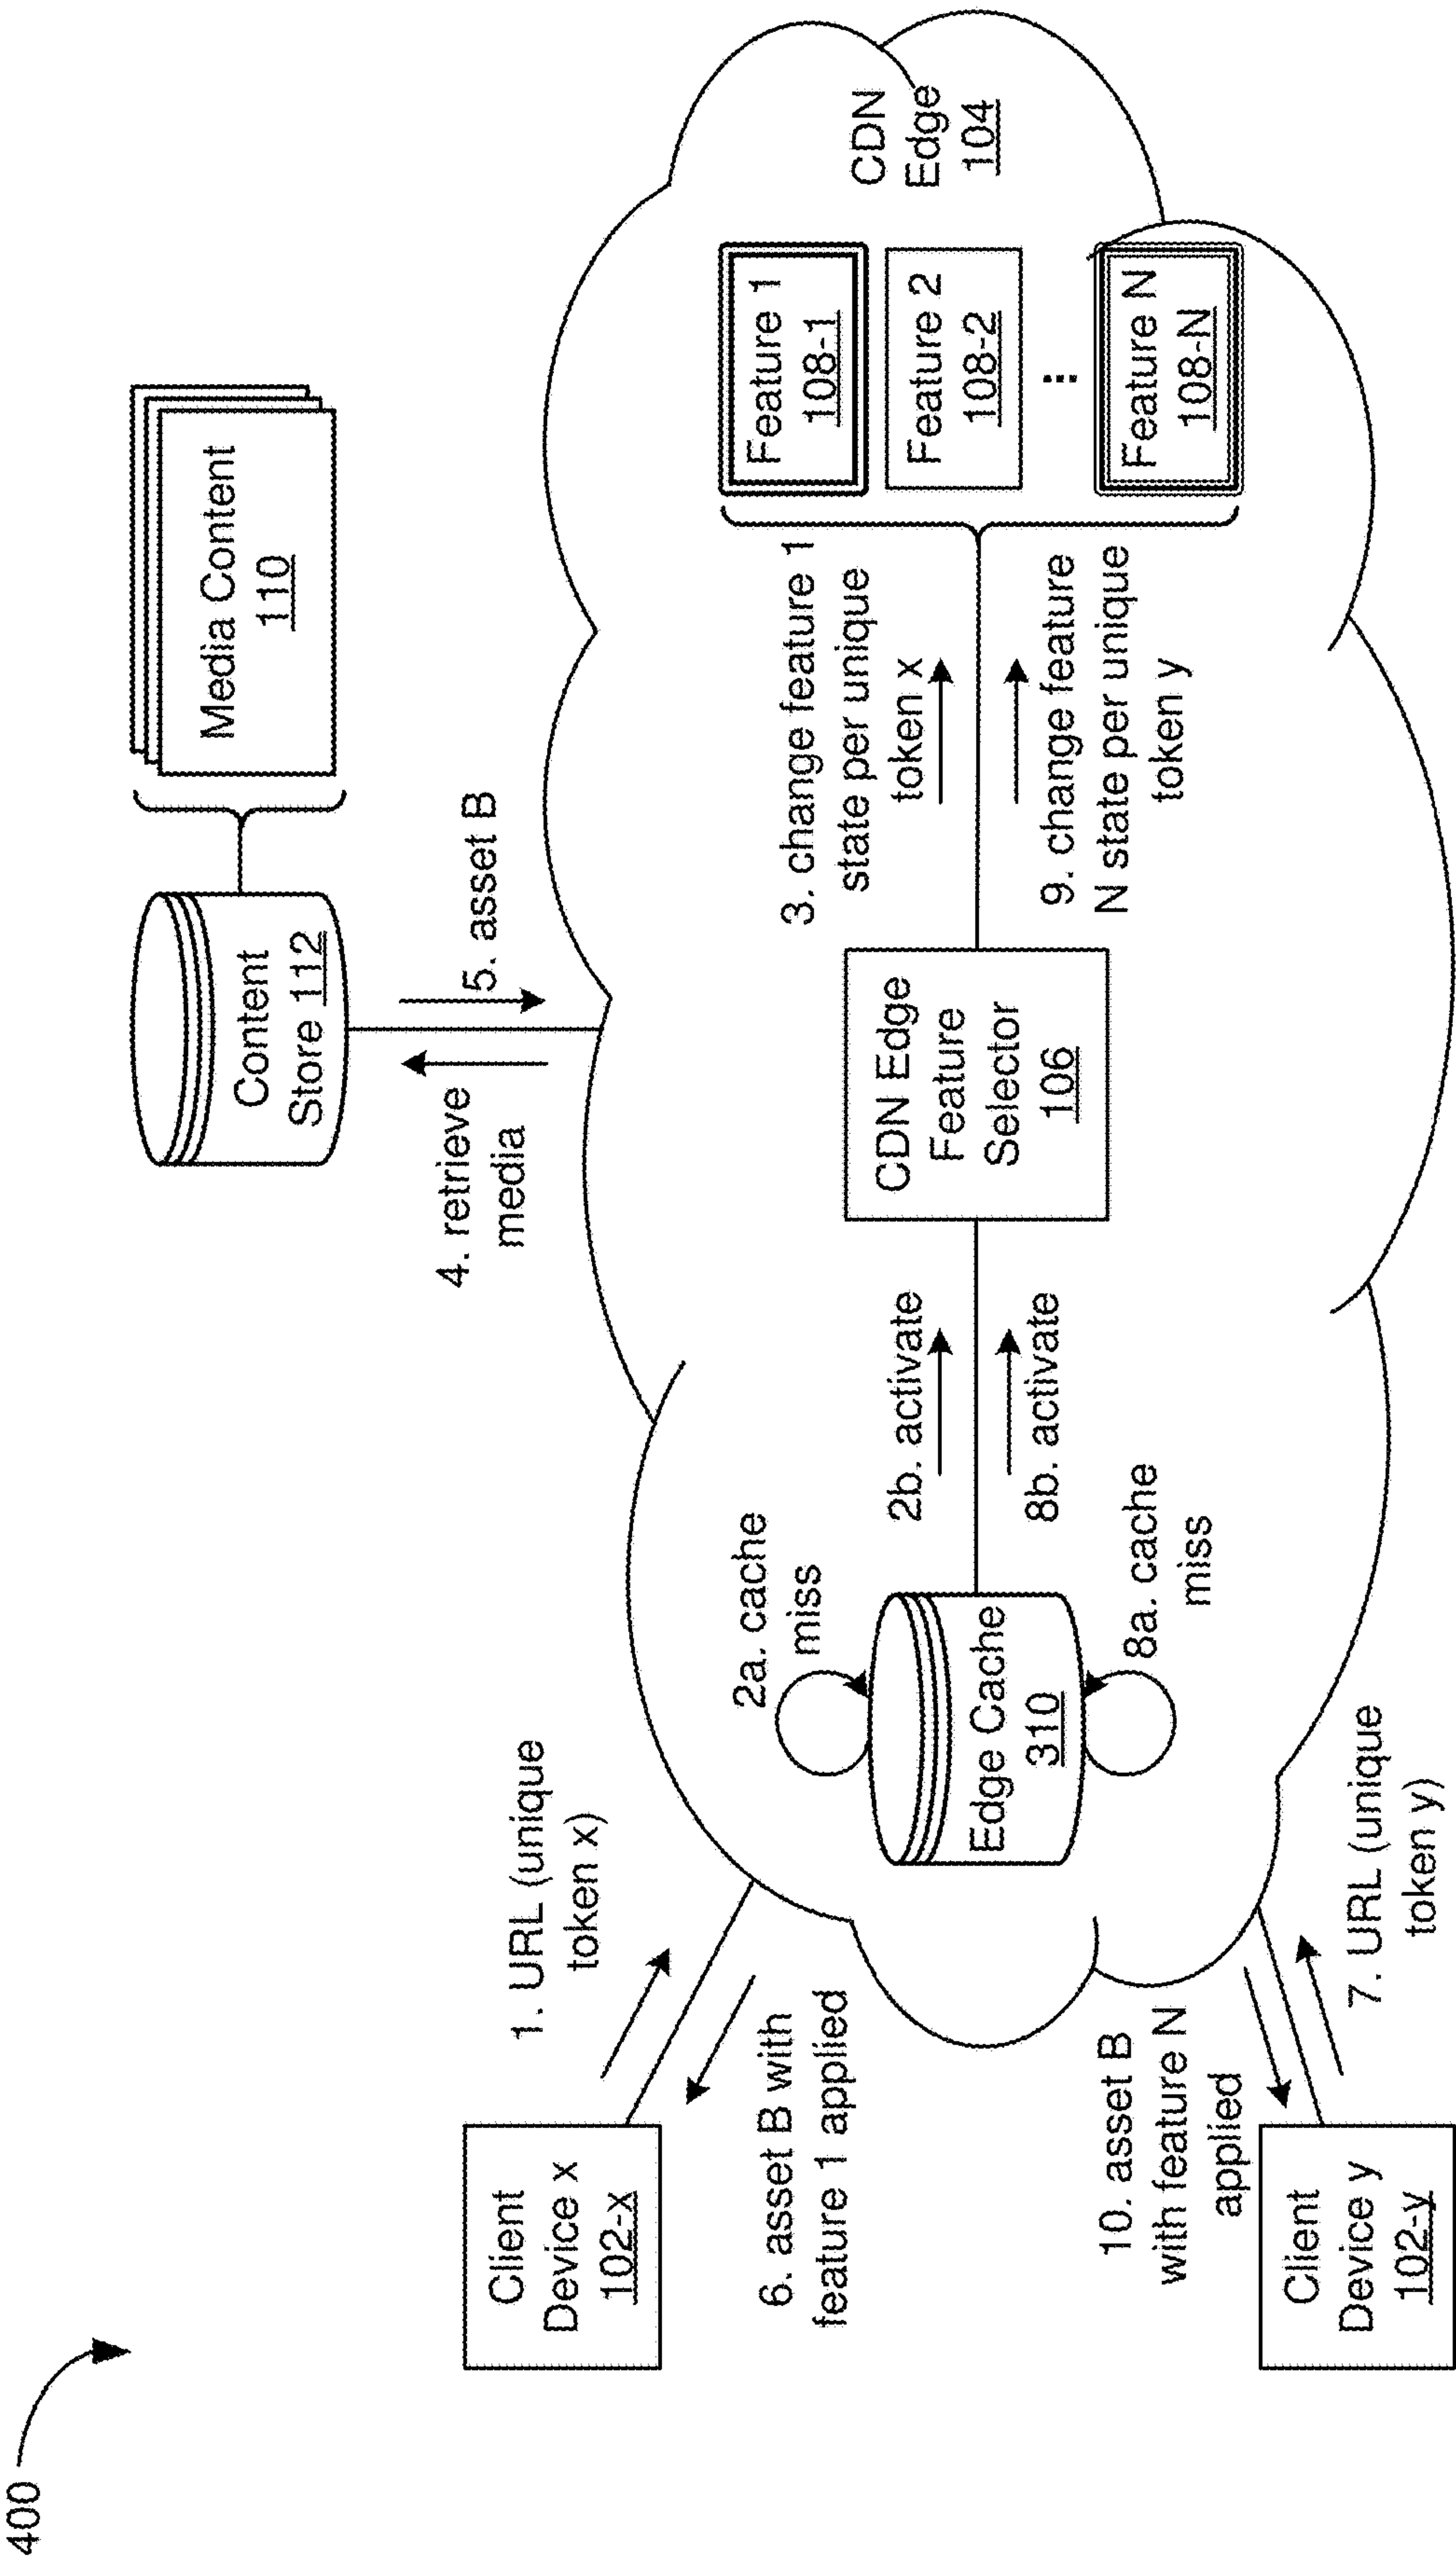 400
Content
Store 112
Media Content
110
4. retrieve
media
5. asset B
Client
Device x
102-x
1. URL (unique
token x)
6. asset B with
feature 1 applied
2a. cache
miss
Edge Cache
310
8a. cache
miss
2b. activate
8b. activate
CDN Edge
Feature
Selector
106
3. change feature 1
state per unique
token x
9. change feature
N state per unique
token y
Feature 1
108-1
Feature 2
108-2
...
Feature N
108-N
CDN
Edge
104
10. asset B
with feature N
applied
Client
Device y
102-y
7. URL (unique
token y)